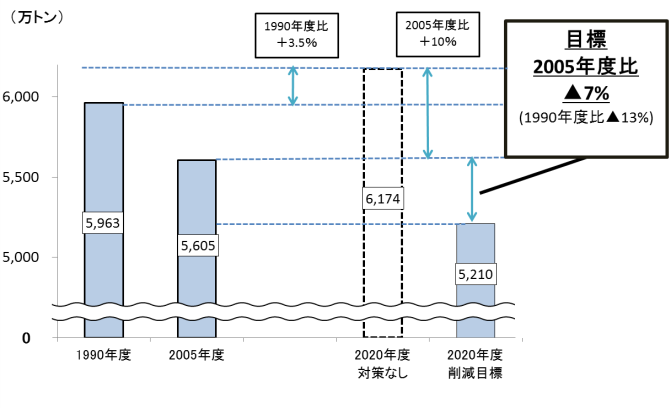 (万トン)
1990年度比
+3.5%
2005年度比
+10%
目標
2005年度比
▲7%
(1990年度比▲13%)
6,000
5,500
5,000
0
5,963
5,605
6,174
5,210
1990年度
2005年度
2020年度
対策なし
2020年度
削減目標